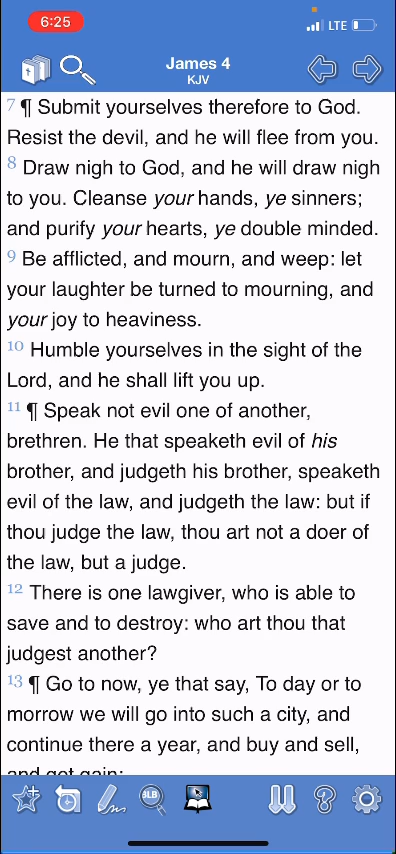 6:25
LTE
James 4
KJV
7 ¶ Submit yourselves therefore to God.
Resist the devil, and he will flee from you.
8 Draw nigh to God, and he will draw nigh
to you. Cleanse your hands, ye sinners;
and purify your hearts, ye double minded.
9 Be afflicted, and mourn, and weep: let
your laughter be turned to mourning, and
your joy to heaviness.
10 Humble yourselves in the sight of the
Lord, and he shall lift you up.
11 ¶ Speak not evil one of another,
brethren. He that speaketh evil of his
brother, and judgeth his brother, speaketh
evil of the law, and judgeth the law: but if
thou judge the law, thou art not a doer of
the law, but a judge.
12 There is one lawgiver, who is able to
save and to destroy: who art thou that
judgest another?
13 ¶ Go to now, ye that say, To day or to
morrow we will go into such a city, and
continue there a year, and buy and sell,
and get gain:
BLB